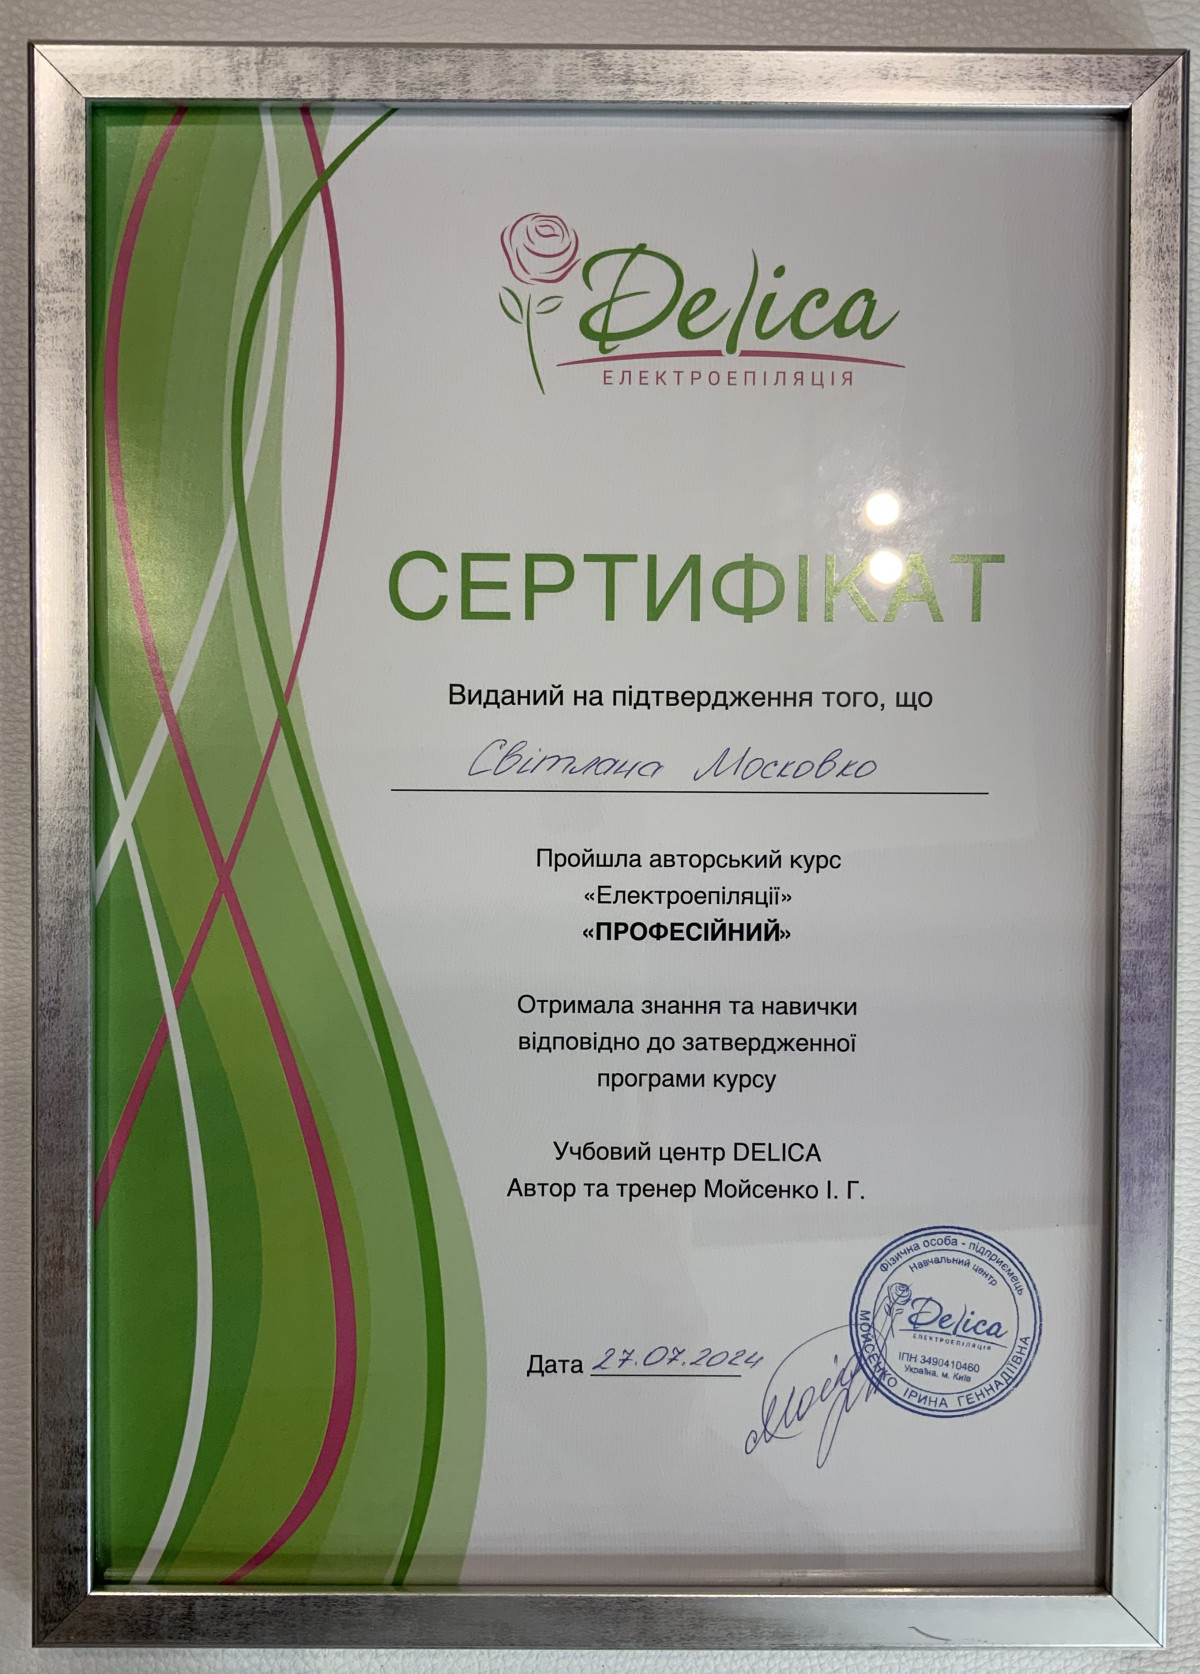 Delica
ЕЛЕКТРОЕПІЛЯЦІЯ
СЕРТИФІКАТ
Виданий на підтвердження того, що
Світлана Московко
Пройшла авторський курс
«Електроепіляції»
«ПРОФЕСІЙНИЙ»
Отримала знання та навички
відповідно до затвердженної
програми курсу
Учбовий центр DELICA
Автор та тренер Мойсенко І. Г.
Дата 27.07.2024
Фізична особа - підприємець
Навчальний центр
Delica
ЕЛЕКТРОЕПІЛЯЦІЯ
ІПН 3490410460
Україна, м. Київ
МОЙСЕНКО ІРИНА ГЕННАДІЇВНА